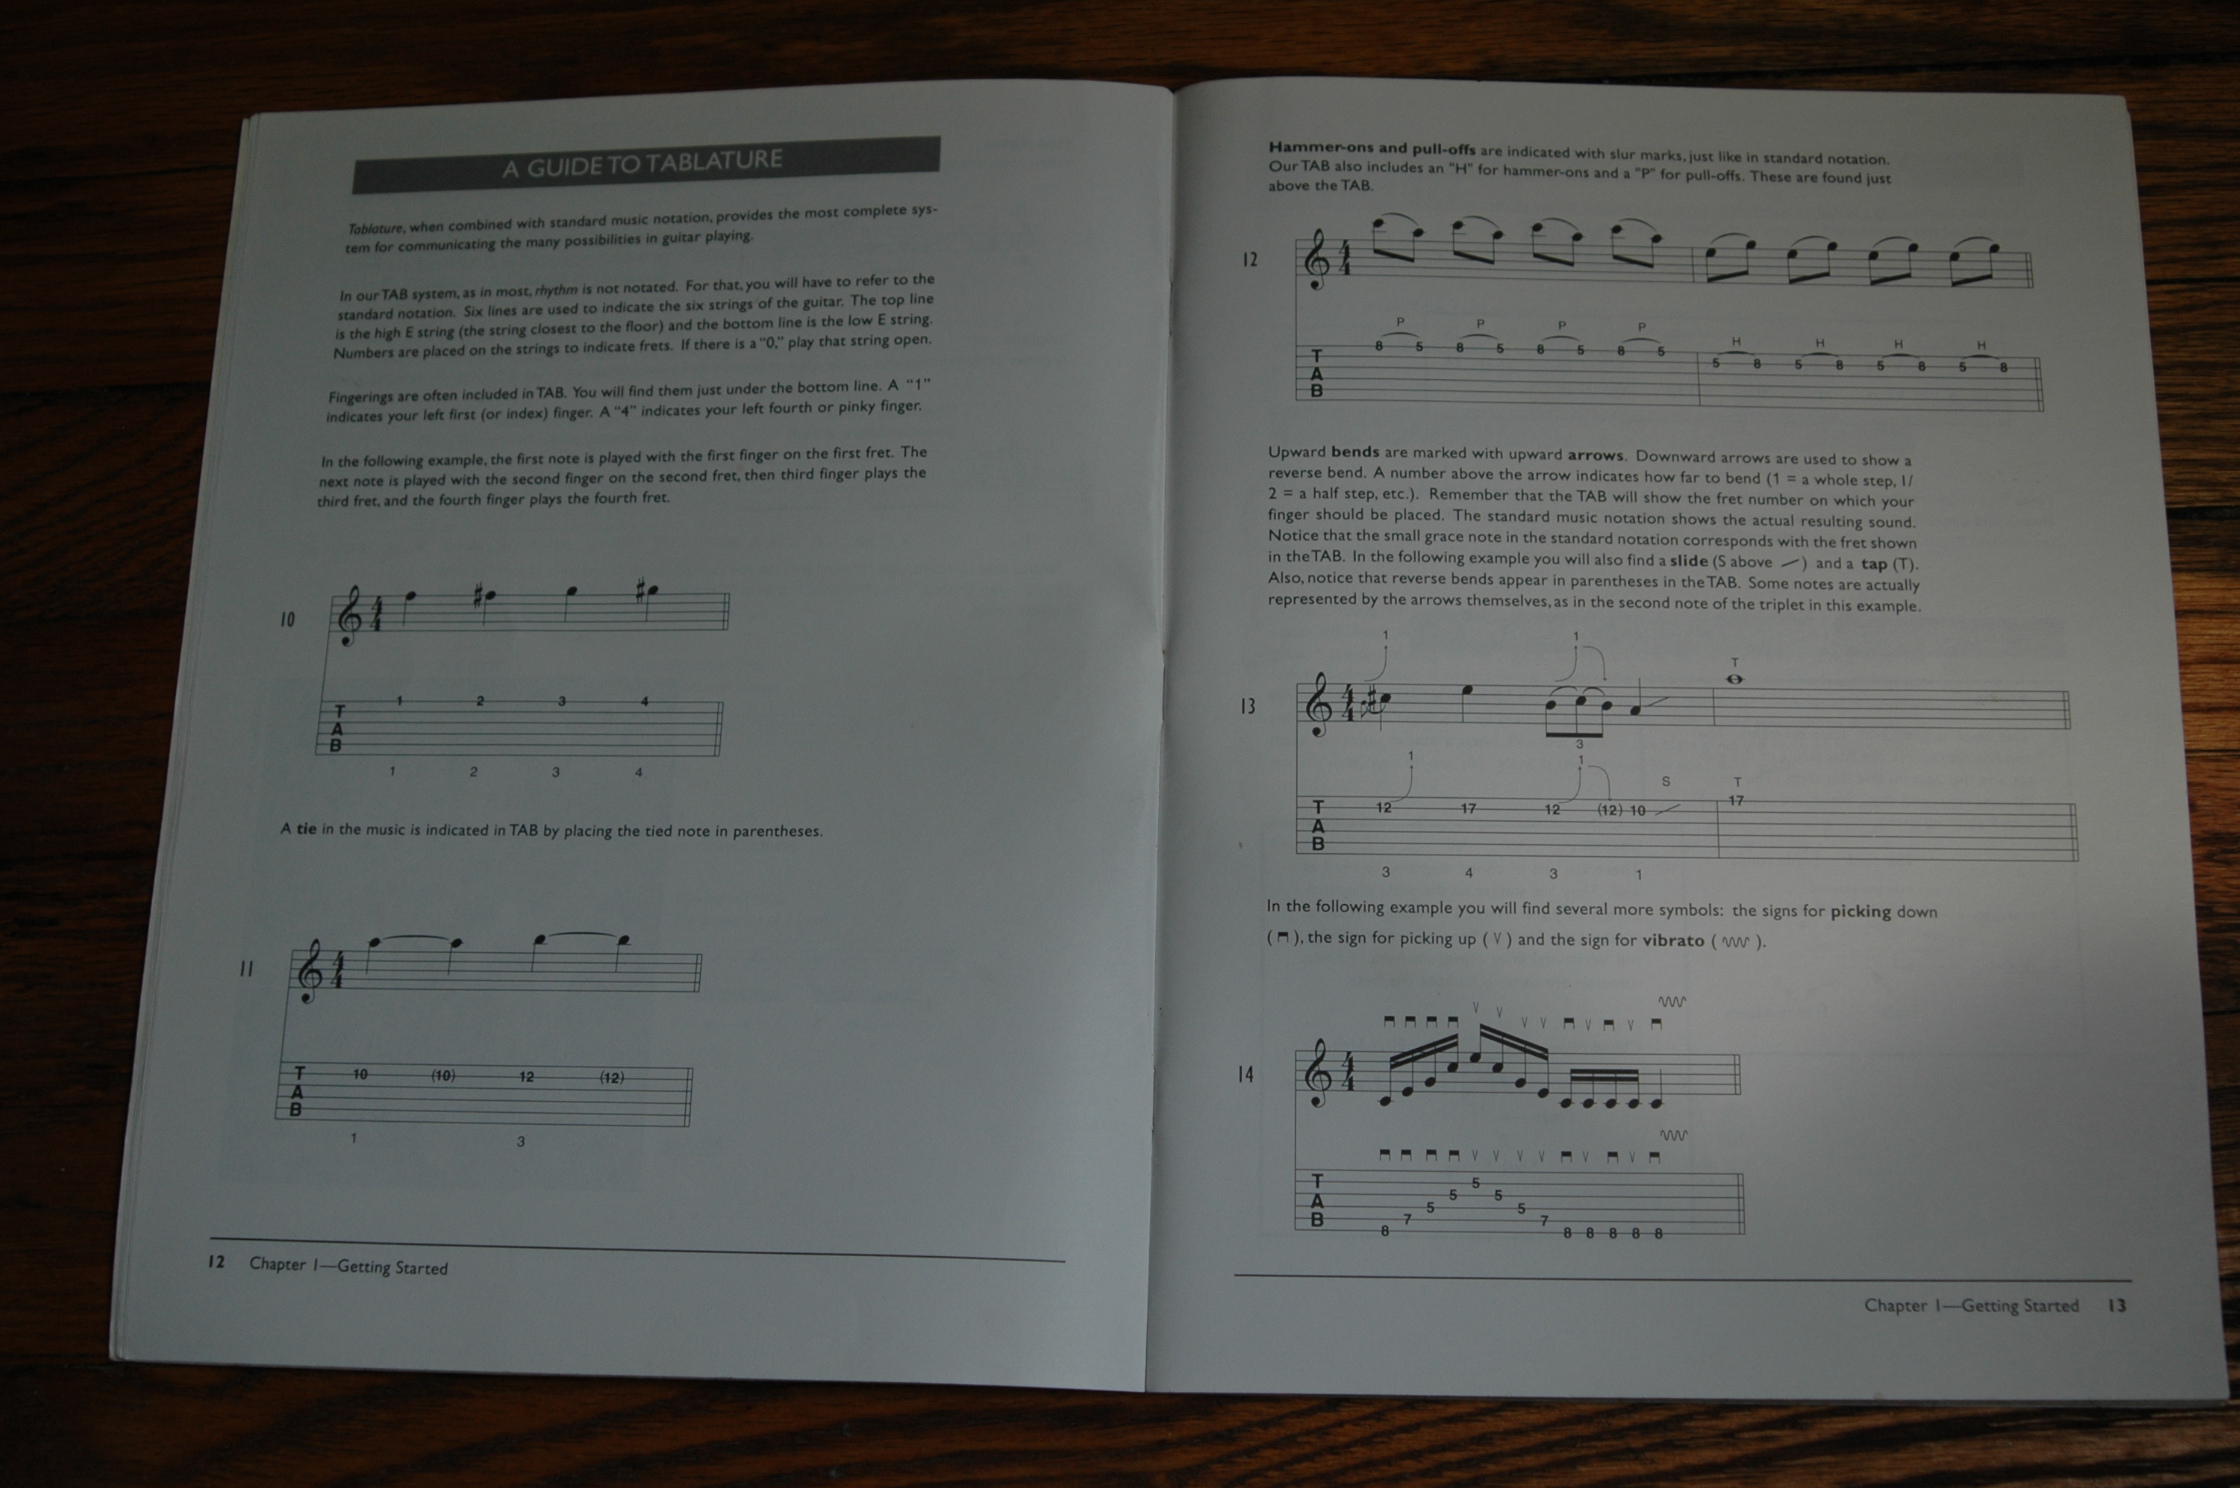 A GUIDE TO TABLATURE
Tablature, when combined with standard music notation, provides the most complete sys-
tem for communicating the many possibilities in guitar playing.
In our TAB system, as in most, rhythm is not notated. For that, you will have to refer to the
standard notation. Six lines are used to indicate the six strings of the guitar. The top line
is the high E string (the string closest to the floor) and the bottom line is the low E string.
Numbers are placed on the strings to indicate frets. If there is a "0," play that string open.
Fingerings are often included in TAB. You will find them just under the bottom line. A "1"
indicates your left first (or index) finger. A "4" indicates your left fourth or pinky finger.
In the following example, the first note is played with the first finger on the first fret. The
next note is played with the second finger on the second fret, then third finger plays the
third fret, and the fourth finger plays the fourth fret.
10
4
4
1 2 3 4
T
A
B
1 2 3 4
A tie in the music is indicated in TAB by placing the tied note in parentheses.
11
4
4
T
10 (10) 12 (12)
A
B
1 3
12 Chapter 1—Getting Started
Hammer-ons and pull-offs are indicated with slur marks, just like in standard notation.
Our TAB also includes an "H" for hammer-ons and a "P" for pull-offs. These are found just
above the TAB.
12
4
4
P P P P H H H H
8 5 8 5 8 5 8 5 5 8 5 8 5 8 5 8
T
A
B
Upward bends are marked with upward arrows. Downward arrows are used to show a
reverse bend. A number above the arrow indicates how far to bend (1 = a whole step, 1/
2 = a half step, etc.). Remember that the TAB will show the fret number on which your
finger should be placed. The standard music notation shows the actual resulting sound.
Notice that the small grace note in the standard notation corresponds with the fret shown
in the TAB. In the following example you will also find a slide (S above —) and a tap (T).
Also, notice that reverse bends appear in parentheses in the TAB. Some notes are actually
represented by the arrows themselves, as in the second note of the triplet in this example.
1 1 T
13
4
4
3
1 1 S T
12 17 12 (12) 10 17
T
A
B
3 4 3 1
In the following example you will find several more symbols: the signs for picking down
( ⊓ ), the sign for picking up ( V ) and the sign for vibrato ( 〰 ).
V V V V V V
14
4
4
V V V V V V
T
A
B
8 7 5 5 5 5 5 7 8 8 8 8 8
Chapter 1—Getting Started 13